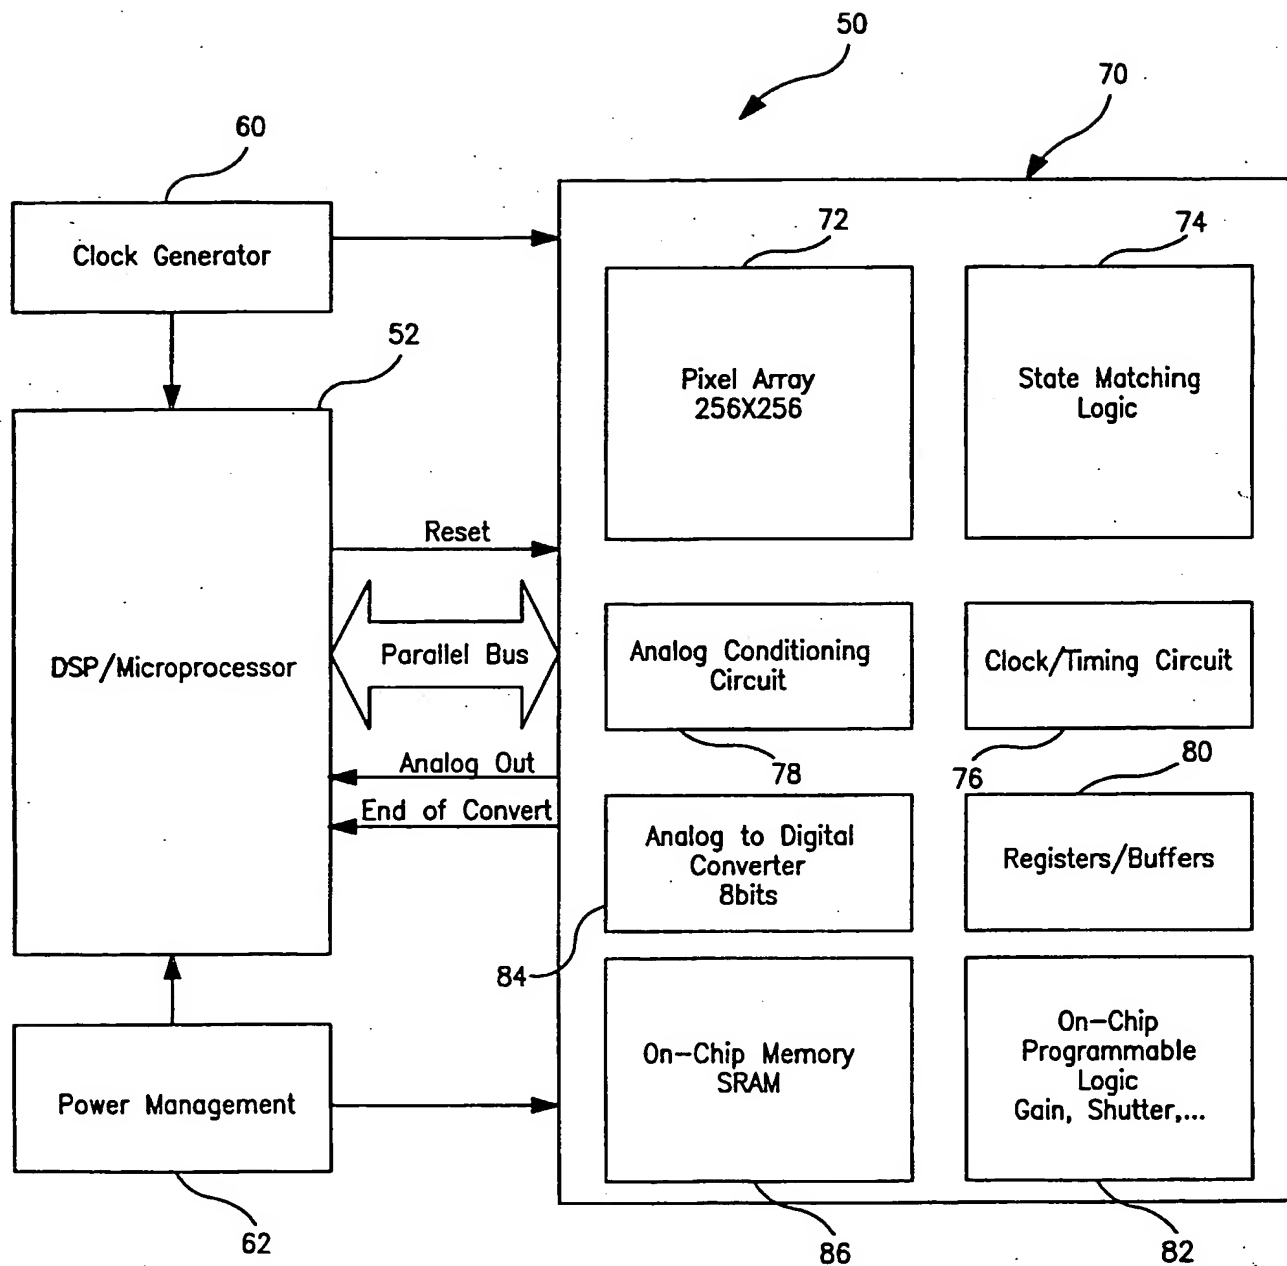 50
70
60
Clock Generator
72
74
52
Pixel Array
256X256
State Matching
Logic
Reset
DSP/Microprocessor
Parallel Bus
Analog Conditioning
Circuit
Clock/Timing Circuit
Analog Out
78
76
80
End of Convert
Analog to Digital
Converter
8bits
Registers/Buffers
84
Power Management
On-Chip Memory
SRAM
On-Chip
Programmable
Logic
Gain, Shutter,...
62
86
82